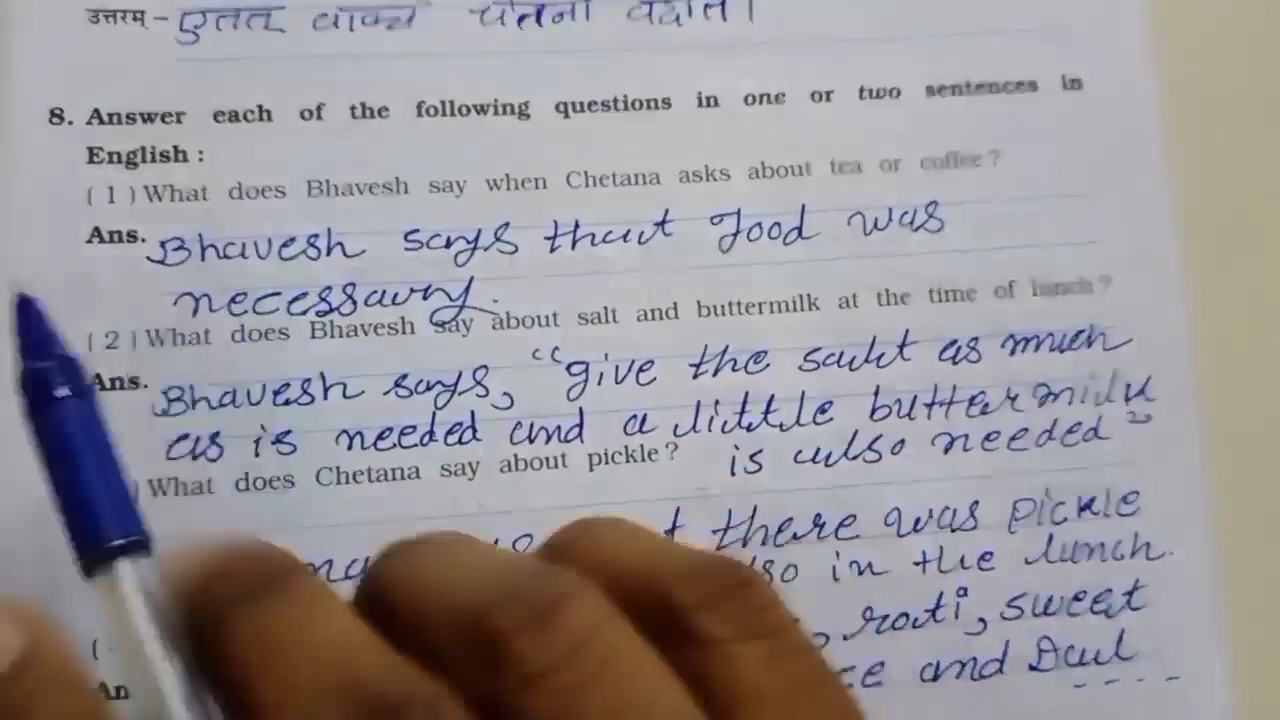 उत्तरम् – एतत् वाक्यं चेतना वदति।
8. Answer each of the following questions in one or two sentences in
English :
( 1 ) What does Bhavesh say when Chetana asks about tea or coffee ?
Ans. Bhavesh says that food was
necessary.
( 2 ) What does Bhavesh say about salt and buttermilk at the time of lunch ?
Ans. Bhavesh says, "give the salt as much
as is needed and a little buttermilk
is also needed"
) What does Chetana say about pickle ?
there was pickle
in the lunch.
, roti, sweet
and Dal ----
(
An